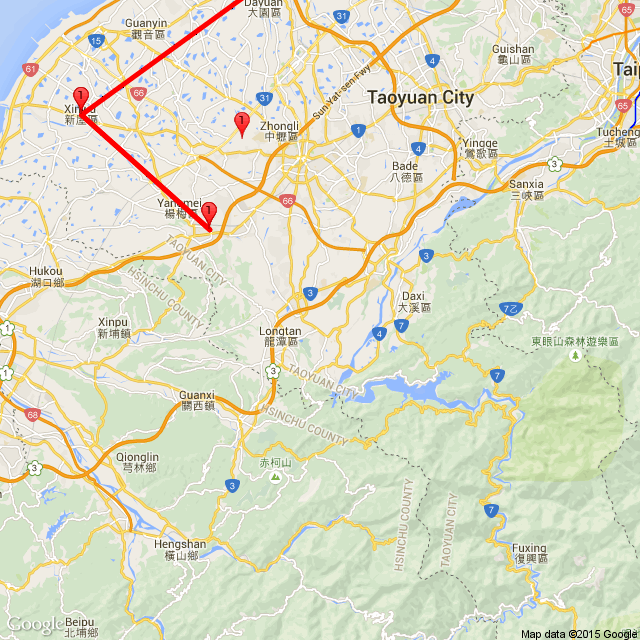 Dayuan
大園區
Guanyin
觀音區
15
31
Guishan
龜山區
65
Tai
61
66
1
Xin
新屋區
1
31
Sun Yat-sen Fwy
Taoyuan City
Zhongli
中壢區
1
65
Tucheng
土城區
4
Yingge
鶯歌區
Bade
八德區
3
Sanxia
三峽區
Yangmei
楊梅區
1
66
TAOYUAN CITY
HSINCHU COUNTY
3
Hukou
湖口鄉
3
Daxi
大溪區
7乙
1
Xinpu
新埔鎮
Longtan
龍潭區
4
7
東眼山森林遊樂區
1
3
TAOYUAN CITY
HSINCHU COUNTY
7
Guanxi
關西鎮
68
Qionglin
芎林鄉
3
赤柯山
3
HSINCHU COUNTY
TAOYUAN CITY
7
Hengshan
橫山鄉
Fuxing
復興區
Beipu
北埔鄉
Google
Map data ©2015 Google